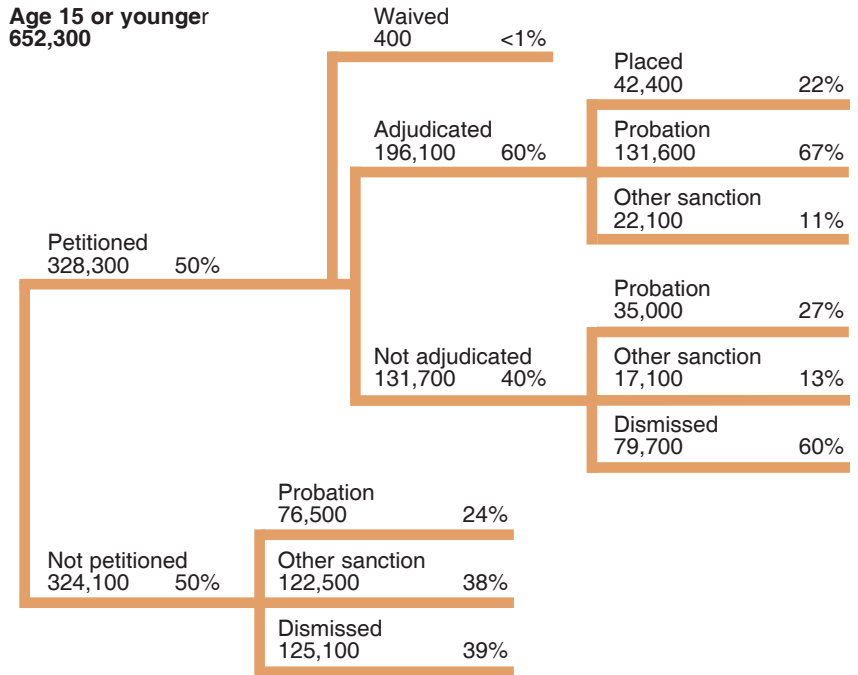 Age 15 or younger
652,300
Waived
400 <1%
Adjudicated
196,100 60%
Placed
42,400 22%
Probation
131,600 67%
Other sanction
22,100 11%
Petitioned
328,300 50%
Not adjudicated
131,700 40%
Probation
35,000 27%
Other sanction
17,100 13%
Dismissed
79,700 60%
Not petitioned
324,100 50%
Probation
76,500 24%
Other sanction
122,500 38%
Dismissed
125,100 39%